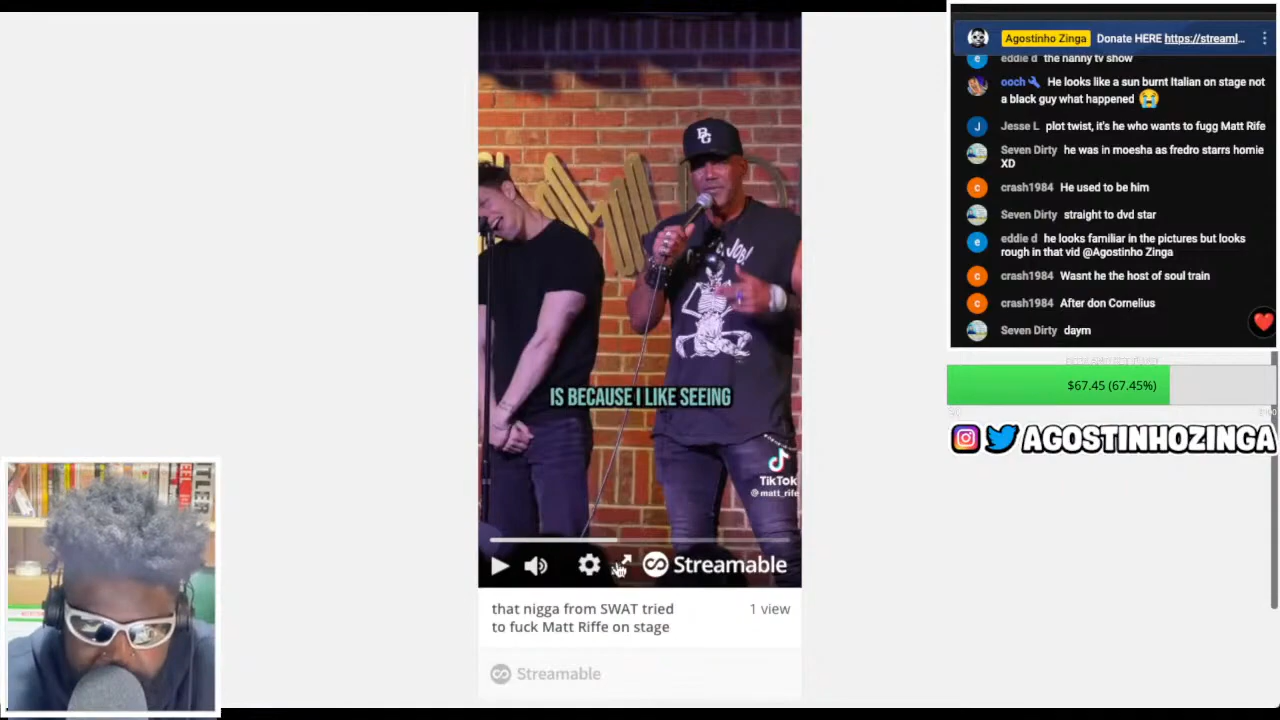 BG
JOB!
IS BECAUSE I LIKE SEEING
TikTok
@matt_rife
Streamable
that nigga from SWAT tried
to fuck Matt Riffe on stage
1 view
Streamable
Agostinho Zinga Donate HERE https://streaml...
eddie d the nanny tv show
ooch He looks like a sun burnt Italian on stage not
a black guy what happened 😭
Jesse L plot twist, it's he who wants to fugg Matt Rife
Seven Dirty he was in moesha as fredro starrs homie
XD
crash1984 He used to be him
Seven Dirty straight to dvd star
eddie d he looks familiar in the pictures but looks
rough in that vid @Agostinho Zinga
crash1984 Wasnt he the host of soul train
crash1984 After don Cornelius
Seven Dirty daym
$67.45 (67.45%)
AGOSTINHOZINGA